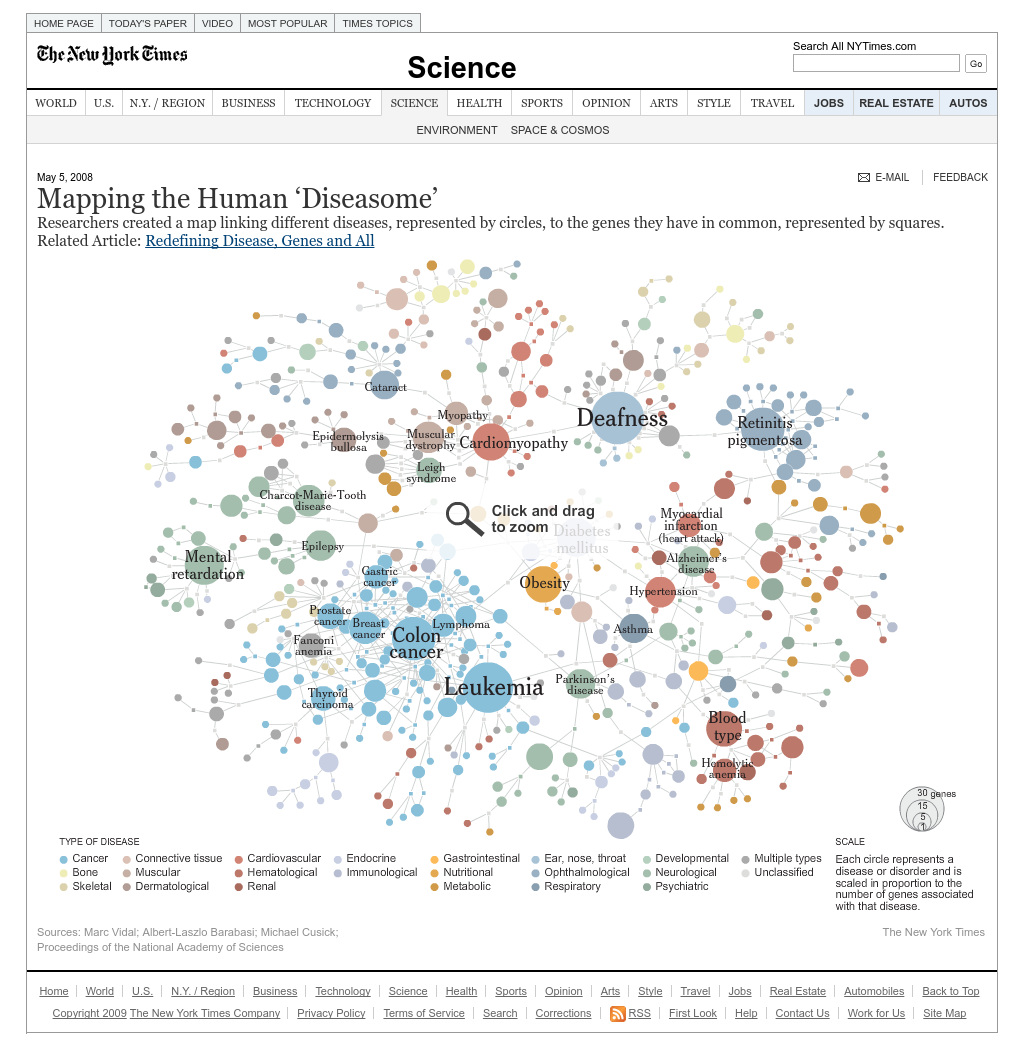 HOME PAGE TODAY'S PAPER VIDEO MOST POPULAR TIMES TOPICS
The New York Times
Science
Search All NYTimes.com
Go
WORLD U.S. N.Y. / REGION BUSINESS TECHNOLOGY SCIENCE HEALTH SPORTS OPINION ARTS STYLE TRAVEL JOBS REAL ESTATE AUTOS
ENVIRONMENT SPACE & COSMOS
May 5, 2008
E-MAIL FEEDBACK
Mapping the Human ‘Diseasome’
Researchers created a map linking different diseases, represented by circles, to the genes they have in common, represented by squares.
Related Article: Redefining Disease, Genes and All
Cataract
Myopathy
Deafness
Retinitis
pigmentosa
Epidermolysis
bullosa
Muscular
dystrophy
Cardiomyopathy
Leigh
syndrome
Charcot-Marie-Tooth
disease
Click and drag
to zoom
Myocardial
infarction
(heart attack)
Diabetes
mellitus
Epilepsy
Mental
retardation
Alzheimer's
disease
Gastric
cancer
Obesity
Hypertension
Prostate
cancer
Breast
cancer
Lymphoma
Colon
cancer
Asthma
Fanconi
anemia
Leukemia
Parkinson's
disease
Thyroid
carcinoma
Blood
type
Hemolytic
anemia
30 genes
15
5
1
TYPE OF DISEASE
Cancer Connective tissue Cardiovascular Endocrine Gastrointestinal Ear, nose, throat Developmental Multiple types
Bone Muscular Hematological Immunological Nutritional Ophthalmological Neurological Unclassified
Skeletal Dermatological Renal Metabolic Respiratory Psychiatric
SCALE
Each circle represents a
disease or disorder and is
scaled in proportion to the
number of genes associated
with that disease.
Sources: Marc Vidal; Albert-Laszlo Barabasi; Michael Cusick;
Proceedings of the National Academy of Sciences
The New York Times
Home World U.S. N.Y. / Region Business Technology Science Health Sports Opinion Arts Style Travel Jobs Real Estate Automobiles Back to Top
Copyright 2009 The New York Times Company Privacy Policy Terms of Service Search Corrections RSS First Look Help Contact Us Work for Us Site Map